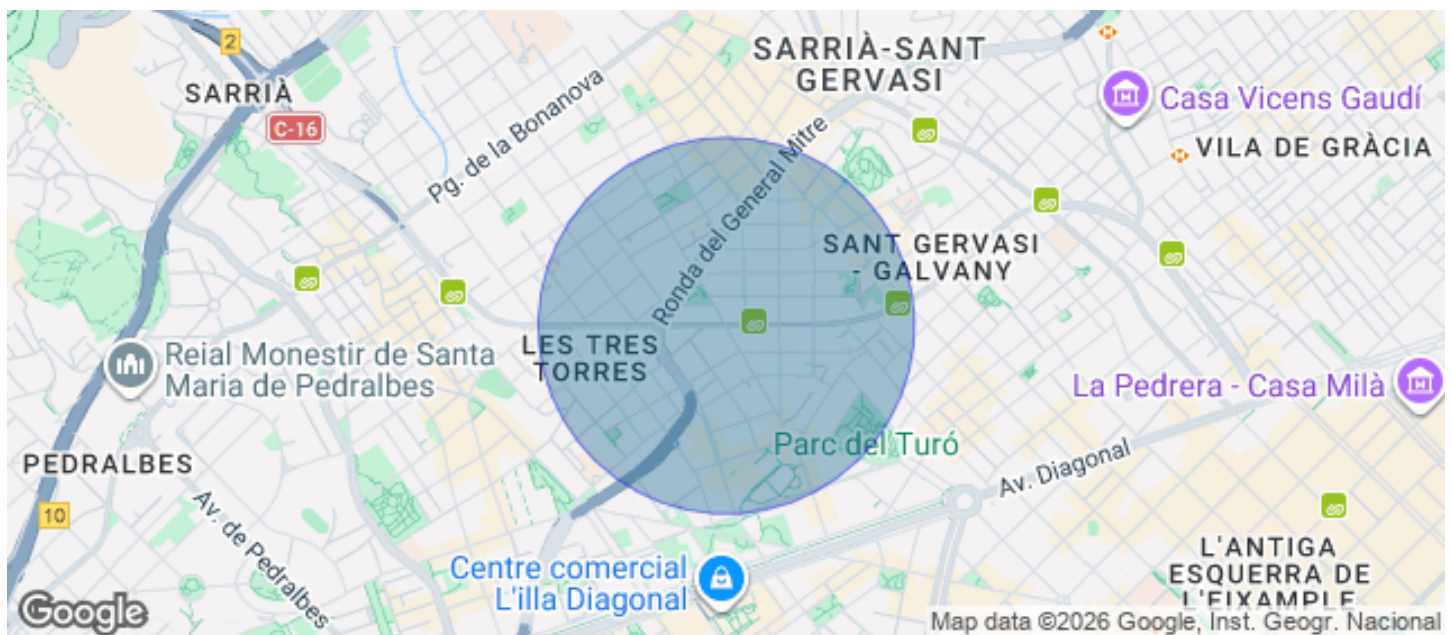 2
SARRIÀ
C-16
Pg. de la Bonanova
SARRIÀ-SANT
GERVASI
Casa Vicens Gaudí
VILA DE GRÀCIA
Ronda del General Mitre
SANT GERVASI
- GALVANY
LES TRES
TORRES
Reial Monestir de Santa
Maria de Pedralbes
La Pedrera - Casa Milà
PEDRALBES
Parc del Turó
Av. Diagonal
10
Av. de Pedralbes
Centre comercial
L'illa Diagonal
L'ANTIGA
ESQUERRA DE
L'EIXAMPLE
Google
Map data ©2026 Google, Inst. Geogr. Nacional